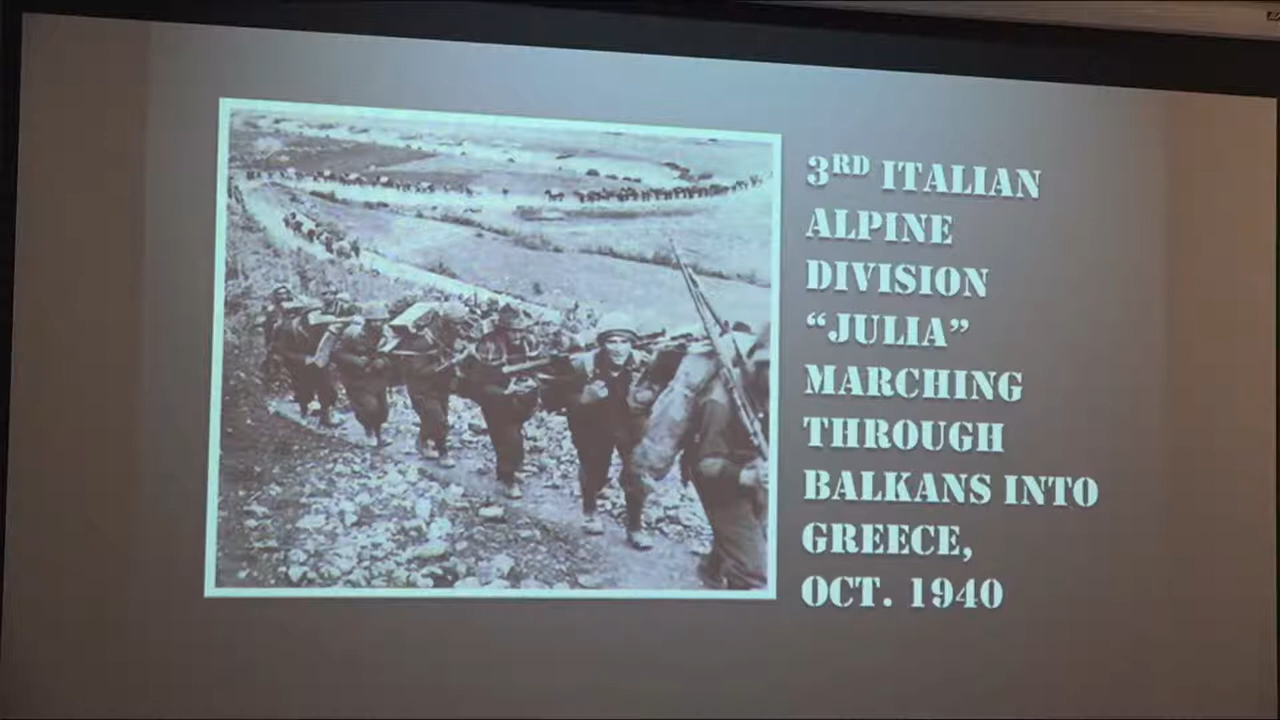 3RD ITALIAN
ALPINE
DIVISION
“JULIA”
MARCHING
THROUGH
BALKANS INTO
GREECE,
OCT. 1940